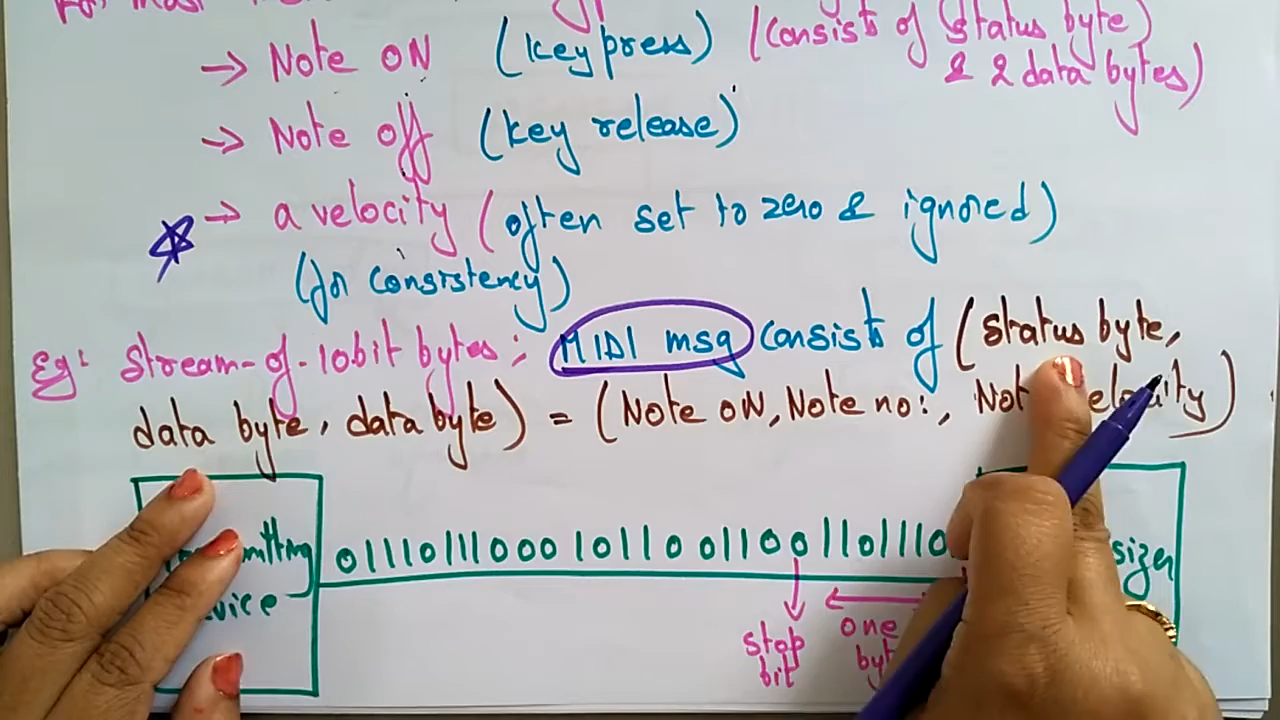 → Note ON (key press) (Consists of (status byte)
& 2 data bytes)
→ Note off (key release)
→ a velocity (often set to zero & ignored)
(for consistency)
Eg: Stream-of-10bit bytes; MIDI msg consists of (status byte,
data byte, data byte) = (Note ON, Note no:,
stop
bit
one